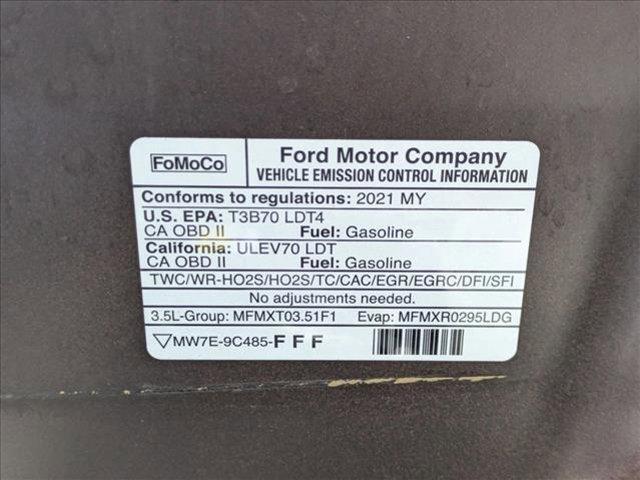 FoMoCo
Ford Motor Company
VEHICLE EMISSION CONTROL INFORMATION
Conforms to regulations: 2021 MY
U.S. EPA: T3B70 LDT4
CA OBD II Fuel: Gasoline
California: ULEV70 LDT
CA OBD II Fuel: Gasoline
TWC/WR-HO2S/HO2S/TC/CAC/EGR/EGRC/DFI/SFI
No adjustments needed.
3.5L-Group: MFMXT03.51F1 Evap: MFMXR0295LDG
MW7E-9C485-FFF